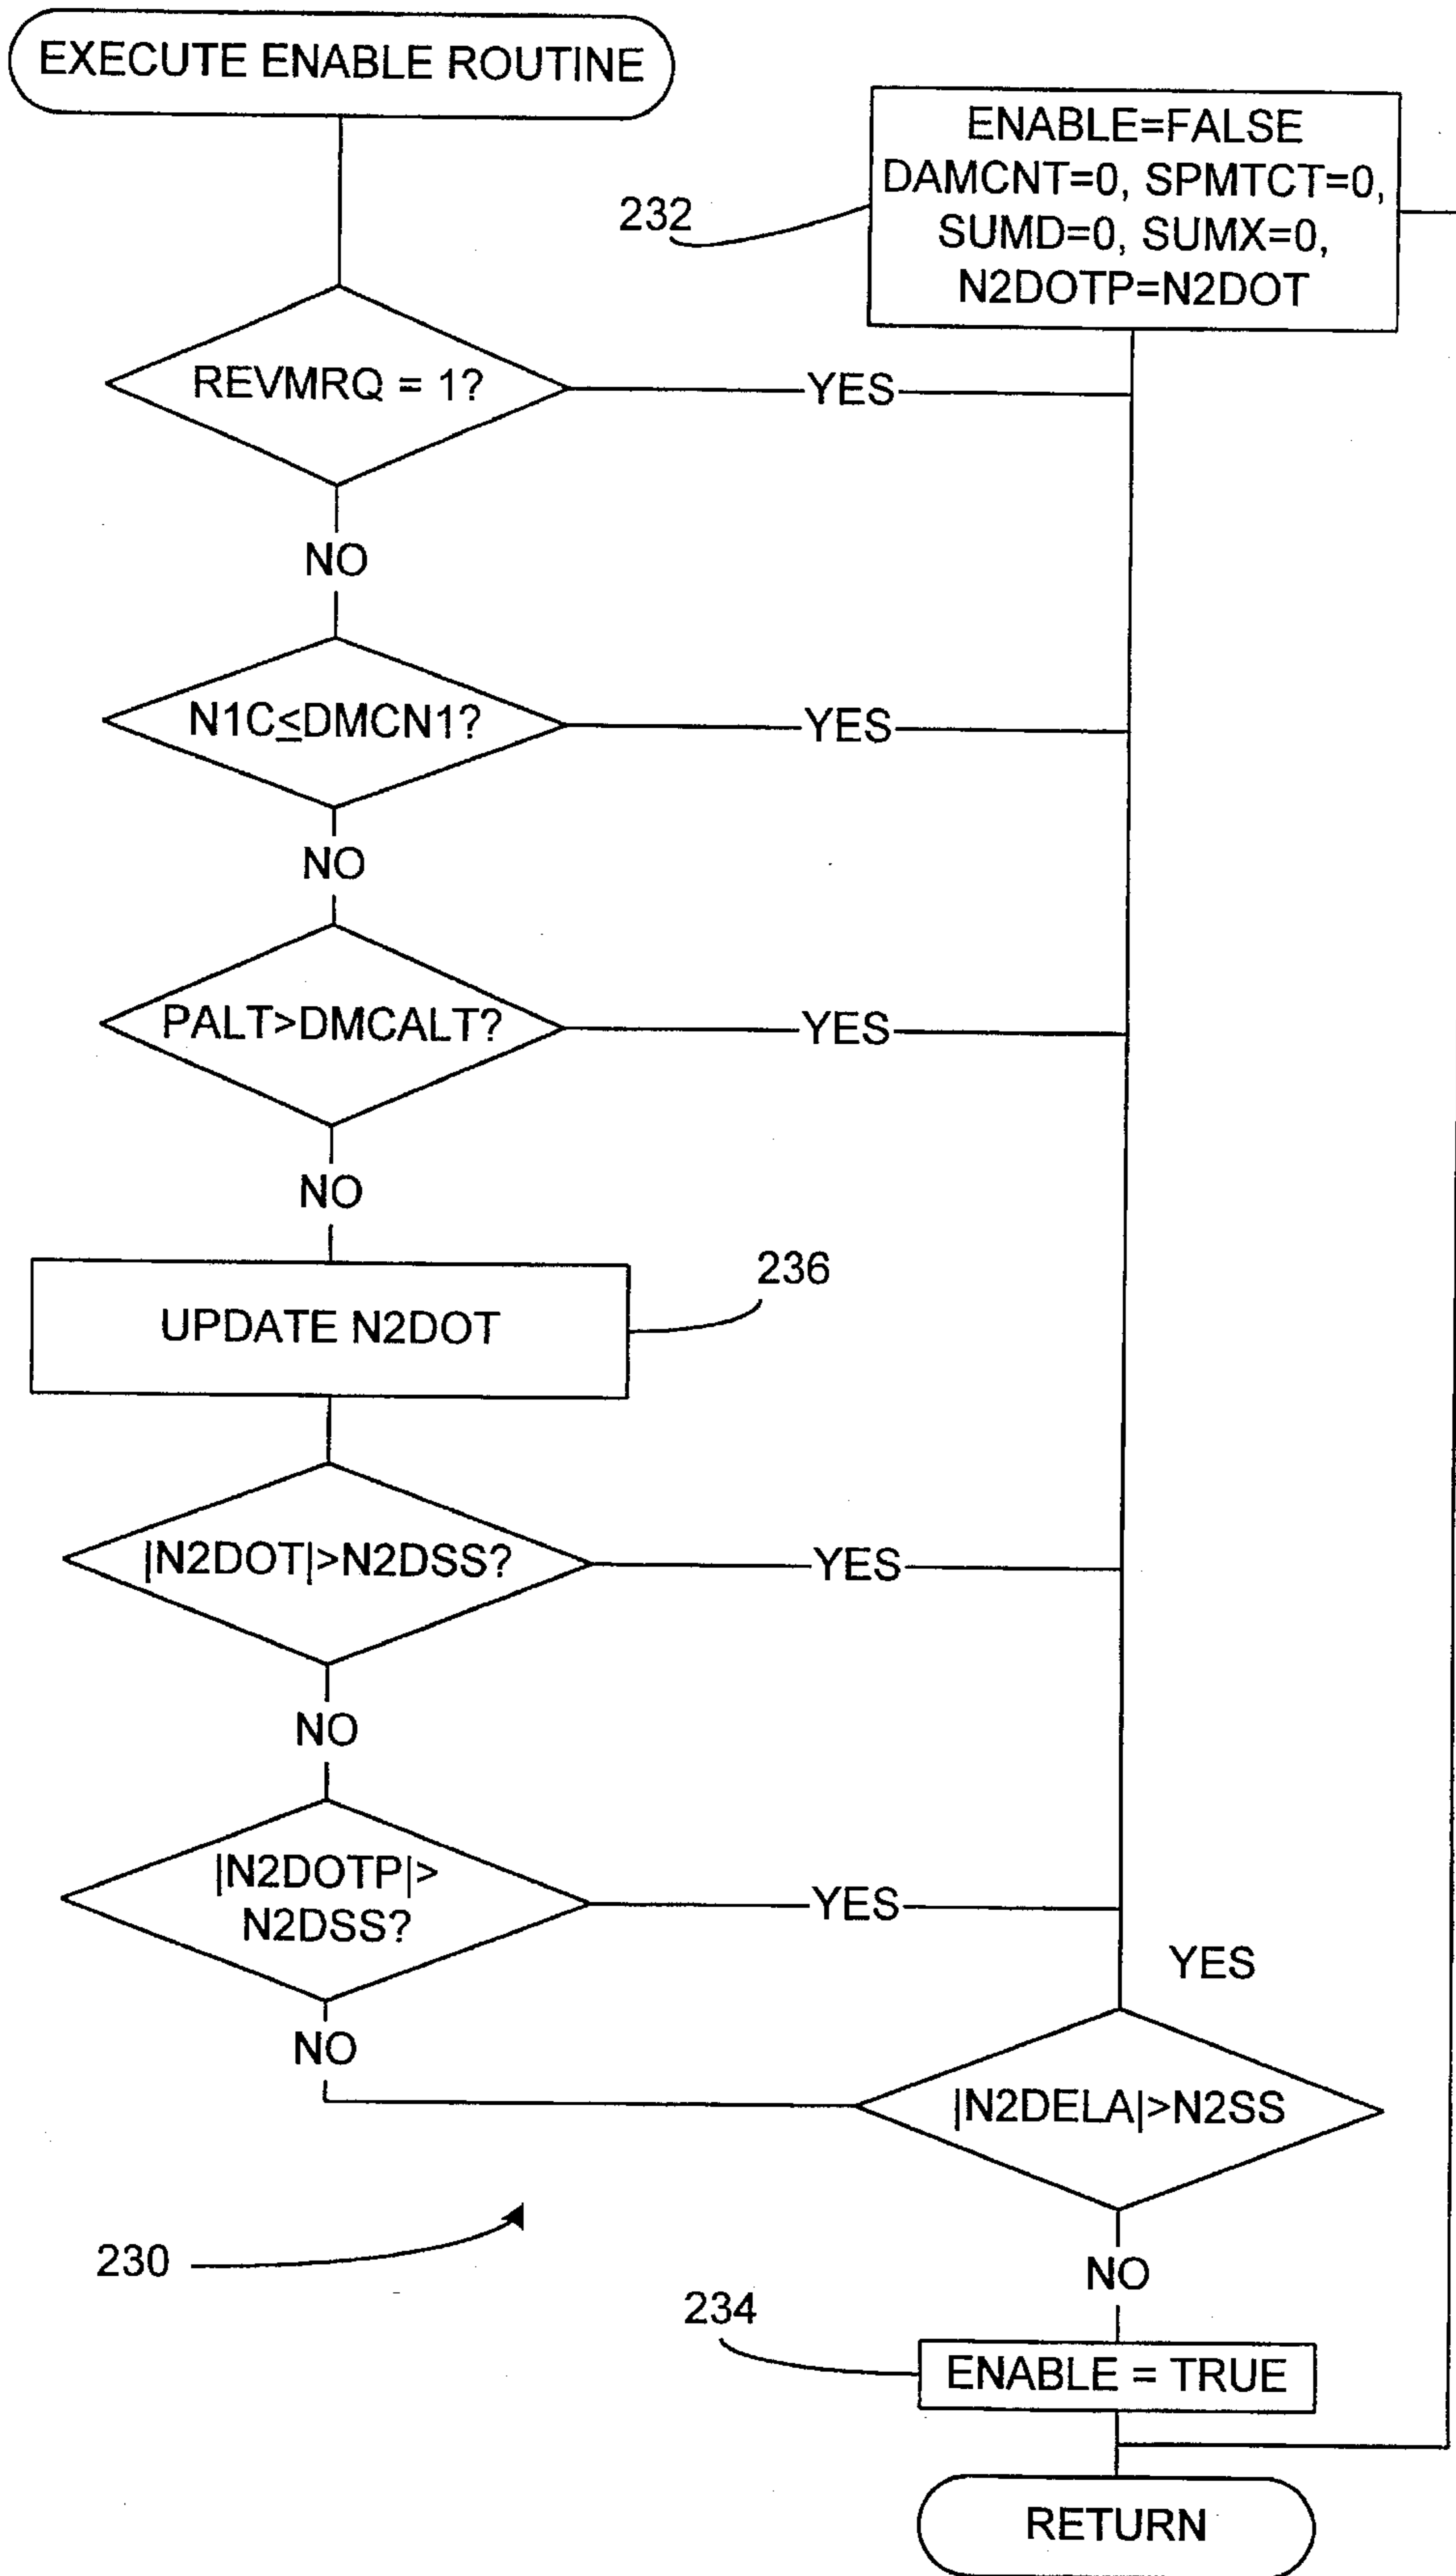 EXECUTE ENABLE ROUTINE
ENABLE=FALSE
DAMCNT=0, SPMTCT=0,
SUMD=0, SUMX=0,
N2DOTP=N2DOT
232
REVMRQ = 1?
YES
NO
N1C≤DMCN1?
YES
NO
PALT>DMCALT?
YES
NO
236
UPDATE N2DOT
|N2DOT|>N2DSS?
YES
NO
|N2DOTP|>
N2DSS?
YES
YES
NO
|N2DELA|>N2SS
230
NO
234
ENABLE = TRUE
RETURN